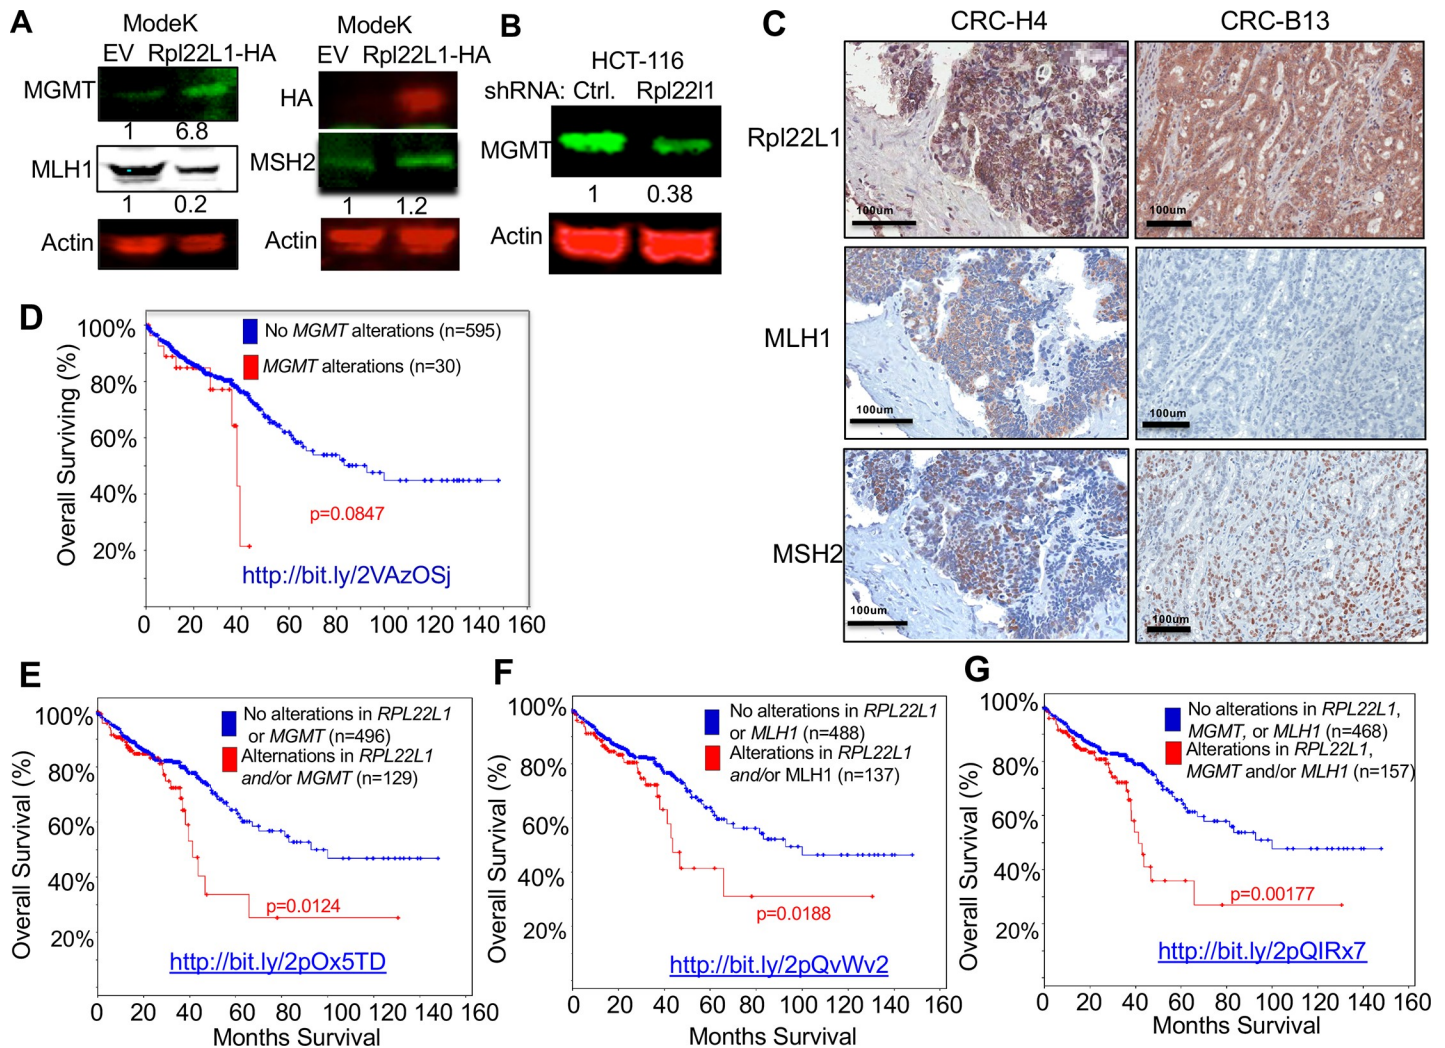 A
ModeK
EV Rpl22L1-HA
MGMT
1 6.8
MLH1
1 0.2
Actin
ModeK
EV Rpl22L1-HA
HA
MSH2
1 1.2
Actin
B
HCT-116
shRNA: Ctrl. Rpl22l1
MGMT
1 0.38
Actin
C
CRC-H4 CRC-B13
Rpl22L1
100um 100um
MLH1
100um 100um
MSH2
100um 100um
D
No MGMT alterations (n=595)
MGMT alterations (n=30)
Overall Surviving (%)
100%
80%
60%
40%
20%
p=0.0847
http://bit.ly/2VAzOSj
0 20 40 60 80 100 120 140 160
E
No alterations in RPL22L1
or MGMT (n=496)
Alternations in RPL22L1
and/or MGMT (n=129)
Overall Survival (%)
100%
80%
60%
40%
20%
p=0.0124
http://bit.ly/2pOx5TD
0 20 40 60 80 100 120 140 160
Months Survival
F
No alterations in RPL22L1
or MLH1 (n=488)
Alterations in RPL22L1
and/or MLH1 (n=137)
Overall Survival (%)
100%
80%
60%
40%
20%
p=0.0188
http://bit.ly/2pQvWv2
0 20 40 60 80 100 120 140 160
Months Survival
G
No alterations in RPL22L1,
MGMT, or MLH1 (n=468)
Alterations in RPL22L1,
MGMT and/or MLH1 (n=157)
Overall Survival (%)
100%
80%
60%
40%
20%
p=0.00177
http://bit.ly/2pQIRx7
0 20 40 60 80 100 120 140 160
Months Survival